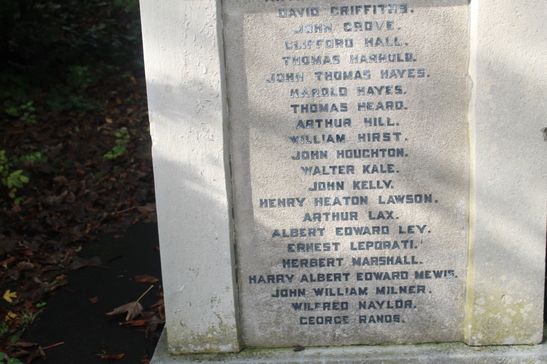 DAVID GRIFFITHS.
JOHN GROVE.
CLIFFORD HALL.
THOMAS HARROLD.
JOHN THOMAS HAYES.
HAROLD HAYES.
THOMAS HEARD.
ARTHUR HILL.
WILLIAM HIRST.
JOHN HOUGHTON.
WALTER KALE.
JOHN KELLY.
HENRY HEATON LAWSON.
ARTHUR LAX.
ALBERT EDWARD LEY.
ERNEST LEPORATI.
HERBERT MARSHALL.
HARRY ALBERT EDWARD MEWIS.
JOHN WILLIAM MILNER.
WILFRED NAYLOR.
GEORGE RANDS.